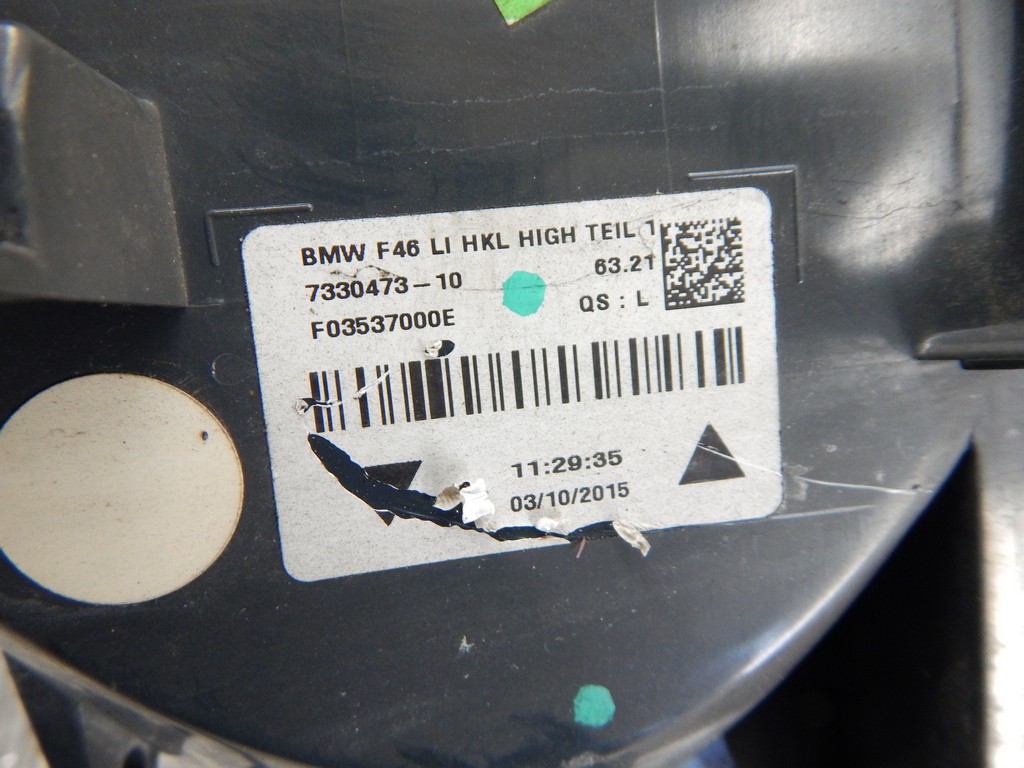 BMW F46 LI HKL HIGH TEIL 1
7330473-10 63.21
F03537000E QS : L
11:29:35
03/10/2015